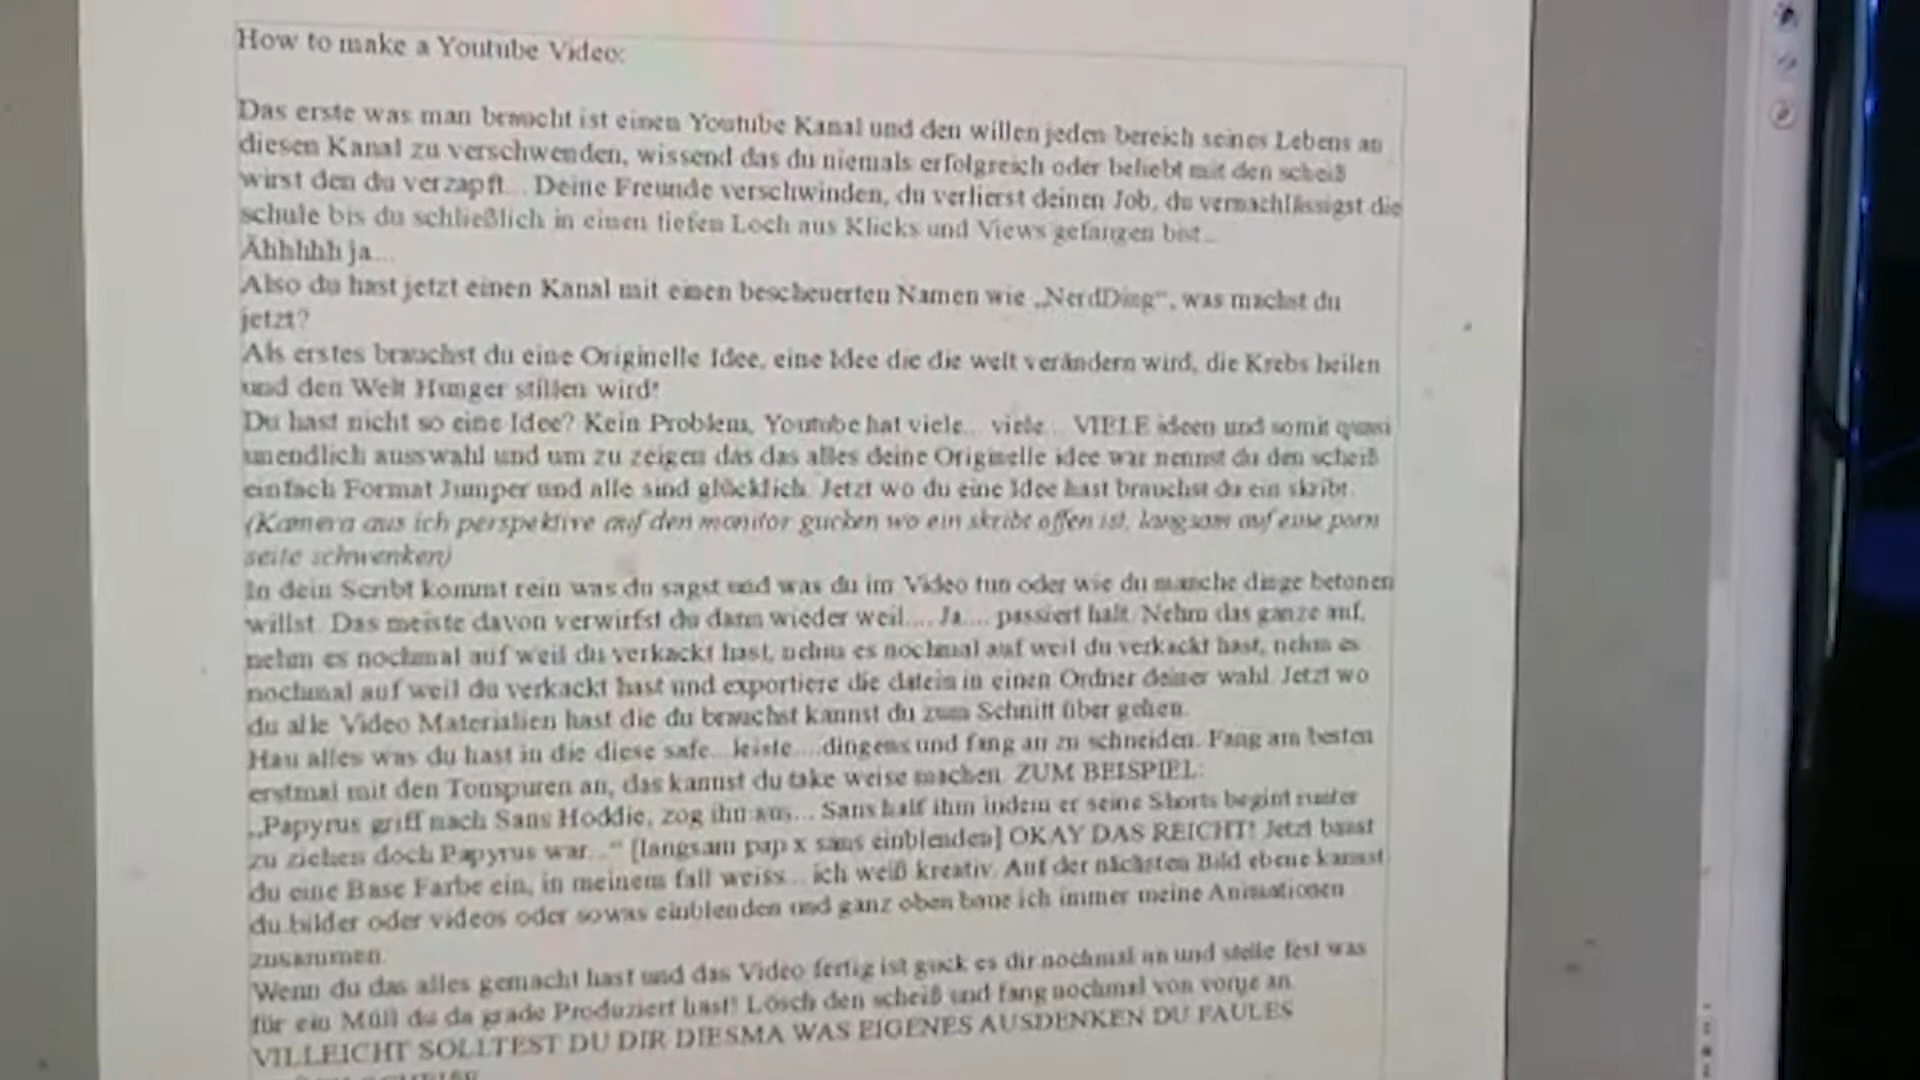 How to make a Youtube Video:
Das erste was man braucht ist einen Youtube Kanal und den willen jeden bereich seines Lebens an
diesen Kanal zu verschwenden, wissend das du niemals erfolgreich oder beliebt mit den scheiß
wirst den du verzapft... Deine Freunde verschwinden, du verlierst deinen Job, du vernachlässigst die
schule bis du schließlich in einen tiefen Loch aus Klicks und Views gefangen bist...
Ähhhhh ja...
Also du hast jetzt einen Kanal mit einen bescheuerten Namen wie „NerdDing“, was machst du
jetzt?
Als erstes brauchst du eine Originelle Idee, eine Idee die die welt verändern wird, die Krebs heilen
und den Welt Hunger stillen wird!
Du hast nicht so eine Idee? Kein Problem, Youtube hat viele... viele... VIELE ideen und somit quasi
unendlich ausswahl und um zu zeigen das das alles deine Originelle idee war nennst du den scheiß
einfach Format Jumper und alle sind glücklich. Jetzt wo du eine Idee hast brauchst du ein skribt.
(Kamera aus ich perspektive auf den monitor gucken wo ein skribt offen ist, langsam auf eine porn
seite schwenken)
In dein Scribt kommt rein was du sagst und was du im Video tun oder wie du manche dinge betonen
willst. Das meiste davon verwirfst du dann wieder weil.... Ja.... passiert halt. Nehm das ganze auf,
nehm es nochmal auf weil du verkackt hast, nehm es nochmal auf weil du verkackt hast, nehm es
nochmal auf weil du verkackt hast und exportiere die datein in einen Ordner deiner wahl. Jetzt wo
du alle Video Materialien hast die du brauchst kannst du zum Schnitt über gehen.
Hau alles was du hast in die diese safe...leiste....dingens und fang an zu schneiden. Fang am besten
erstmal mit den Tonspuren an, das kannst du take weise machen. ZUM BEISPIEL:
„Papyrus griff nach Sans Hoddie, zog ihn aus... Sans half ihm indem er seine Shorts begint runter
zu ziehen doch Papyrus war...“ [langsam pap x sans einblenden] OKAY DAS REICHT! Jetzt baust
du eine Base Farbe ein, in meinem fall weiss... ich weiß kreativ. Auf der nächsten Bild ebene kannst
du bilder oder videos oder sowas einblenden und ganz oben baue ich immer meine Animationen
zusammen.
Wenn du das alles gemacht hast und das Video fertig ist guck es dir nochmal an und stelle fest was
für ein Müll du da grade Produziert hast! Lösch den scheiß und fang nochmal von vorne an.
VILLEICHT SOLLTEST DU DIR DIESMA WAS EIGENES AUSDENKEN DU FAULES